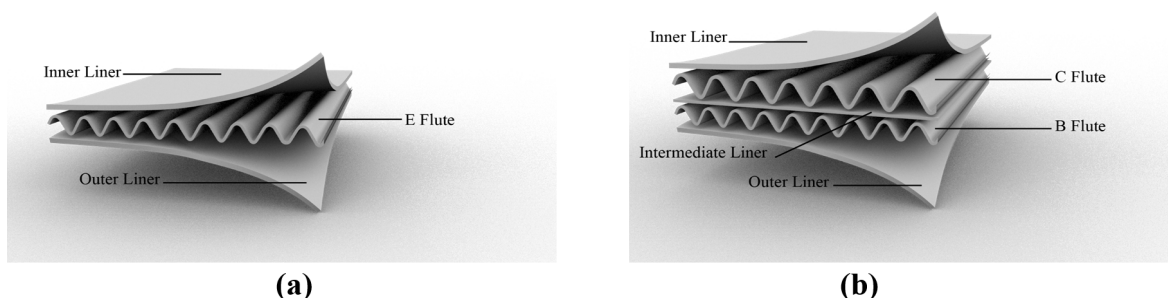 Inner Liner
E Flute
Outer Liner
(a)
Inner Liner
C Flute
B Flute
Intermediate Liner
Outer Liner
(b)